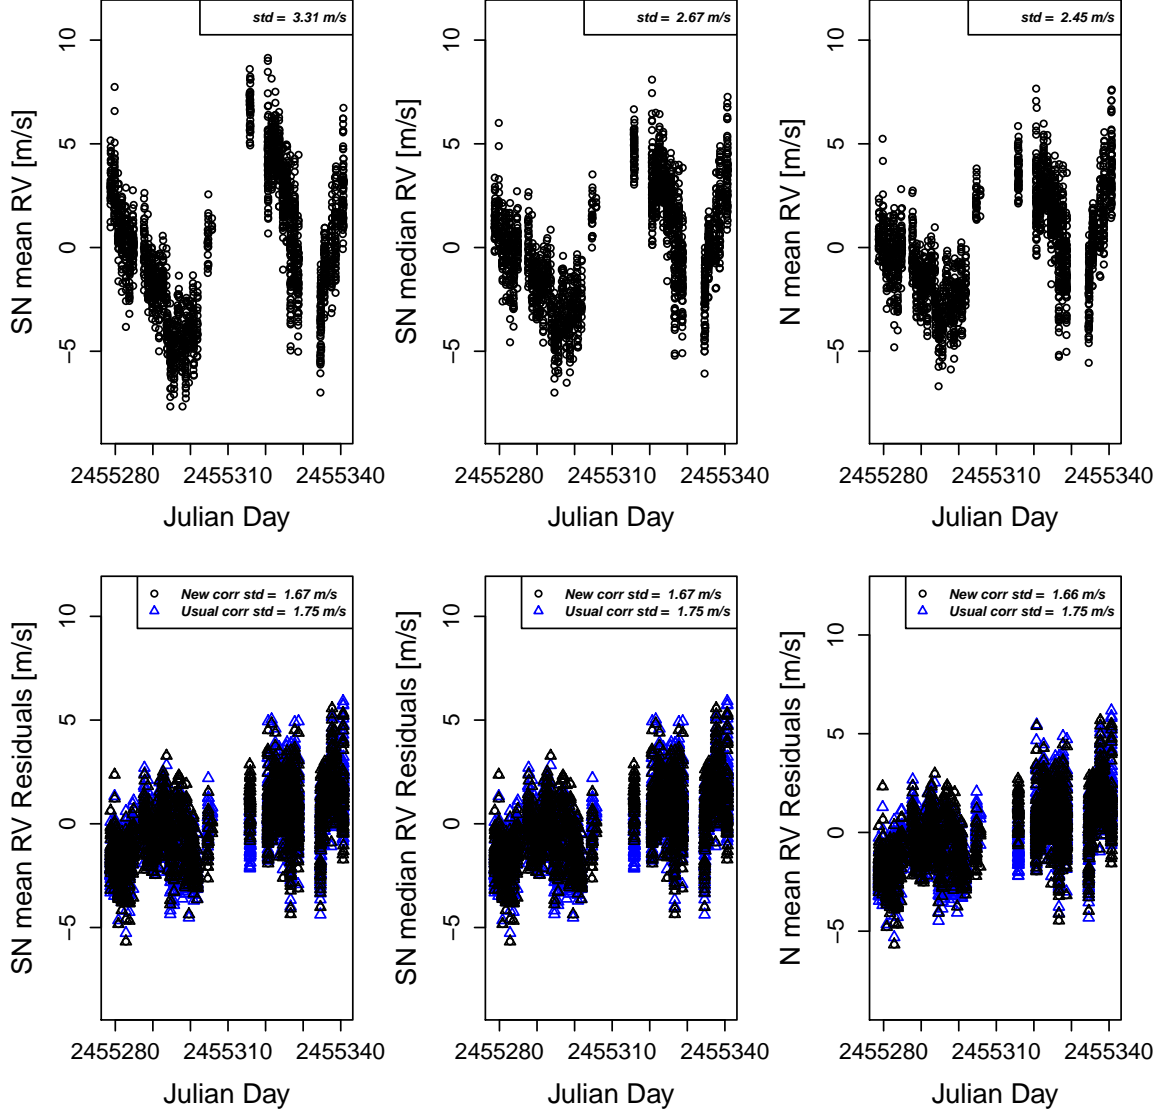 std = 3.31 m/s
SN mean RV [m/s]
10
5
0
−5
2455280 2455310 2455340
Julian Day
std = 2.67 m/s
SN median RV [m/s]
10
5
0
−5
2455280 2455310 2455340
Julian Day
std = 2.45 m/s
N mean RV [m/s]
10
5
0
−5
2455280 2455310 2455340
Julian Day
New corr std = 1.67 m/s
Usual corr std = 1.75 m/s
SN mean RV Residuals [m/s]
10
5
0
−5
2455280 2455310 2455340
Julian Day
New corr std = 1.67 m/s
Usual corr std = 1.75 m/s
SN median RV Residuals [m/s]
10
5
0
−5
2455280 2455310 2455340
Julian Day
New corr std = 1.66 m/s
Usual corr std = 1.75 m/s
N mean RV Residuals [m/s]
10
5
0
−5
2455280 2455310 2455340
Julian Day